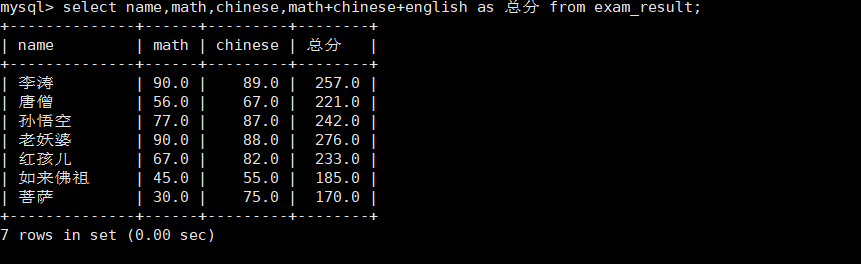 mysql> select name,math,chinese,math+chinese+english as 总分 from exam_result;
+--------------+------+---------+--------+
| name         | math | chinese | 总分   |
+--------------+------+---------+--------+
| 李涛         | 90.0 |    89.0 |  257.0 |
| 唐僧         | 56.0 |    67.0 |  221.0 |
| 孙悟空       | 77.0 |    87.0 |  242.0 |
| 老妖婆       | 90.0 |    88.0 |  276.0 |
| 红孩儿       | 67.0 |    82.0 |  233.0 |
| 如来佛祖     | 45.0 |    55.0 |  185.0 |
| 菩萨         | 30.0 |    75.0 |  170.0 |
+--------------+------+---------+--------+
7 rows in set (0.00 sec)